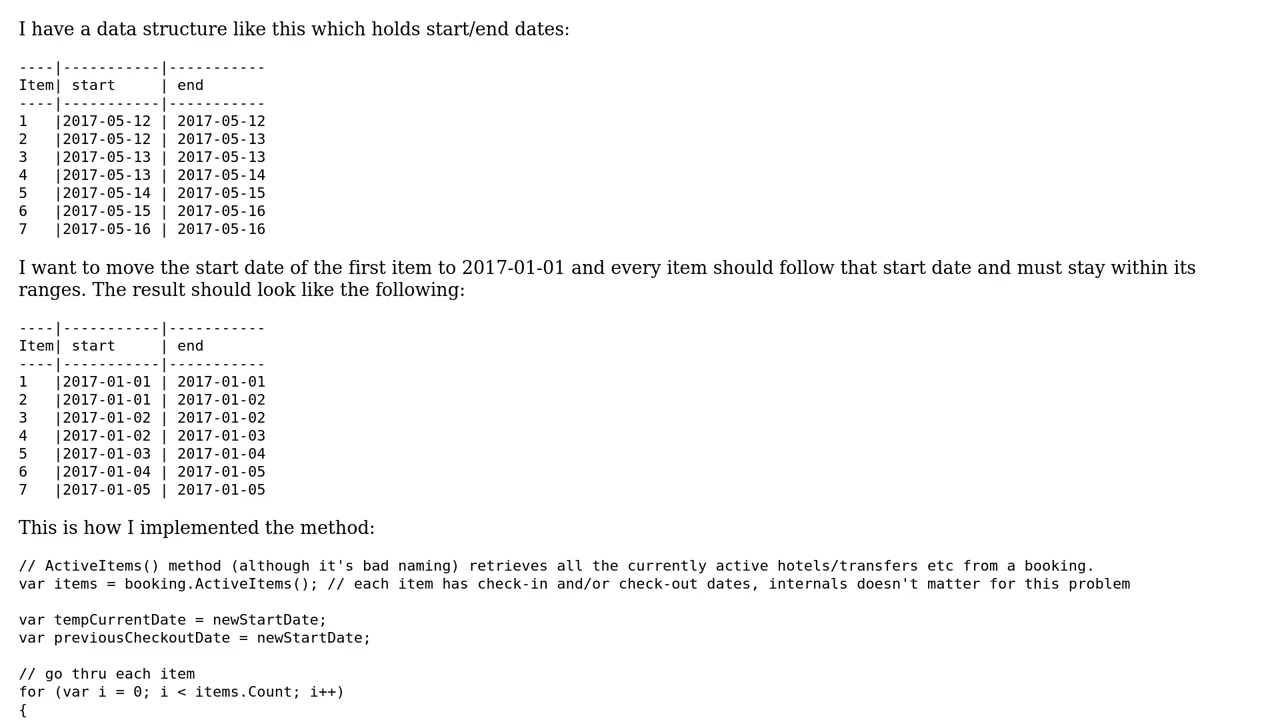 I have a data structure like this which holds start/end dates:
----|-----------|-----------
Item| start     | end
----|-----------|-----------
1   |2017-05-12 | 2017-05-12
2   |2017-05-12 | 2017-05-13
3   |2017-05-13 | 2017-05-13
4   |2017-05-13 | 2017-05-14
5   |2017-05-14 | 2017-05-15
6   |2017-05-15 | 2017-05-16
7   |2017-05-16 | 2017-05-16
I want to move the start date of the first item to 2017-01-01 and every item should follow that start date and must stay within its
ranges. The result should look like the following:
----|-----------|-----------
Item| start     | end
----|-----------|-----------
1   |2017-01-01 | 2017-01-01
2   |2017-01-01 | 2017-01-02
3   |2017-01-02 | 2017-01-02
4   |2017-01-02 | 2017-01-03
5   |2017-01-03 | 2017-01-04
6   |2017-01-04 | 2017-01-05
7   |2017-01-05 | 2017-01-05
This is how I implemented the method:
// ActiveItems() method (although it's bad naming) retrieves all the currently active hotels/transfers etc from a booking.
var items = booking.ActiveItems(); // each item has check-in and/or check-out dates, internals doesn't matter for this problem
var tempCurrentDate = newStartDate;
var previousCheckoutDate = newStartDate;
// go thru each item
for (var i = 0; i < items.Count; i++)
{